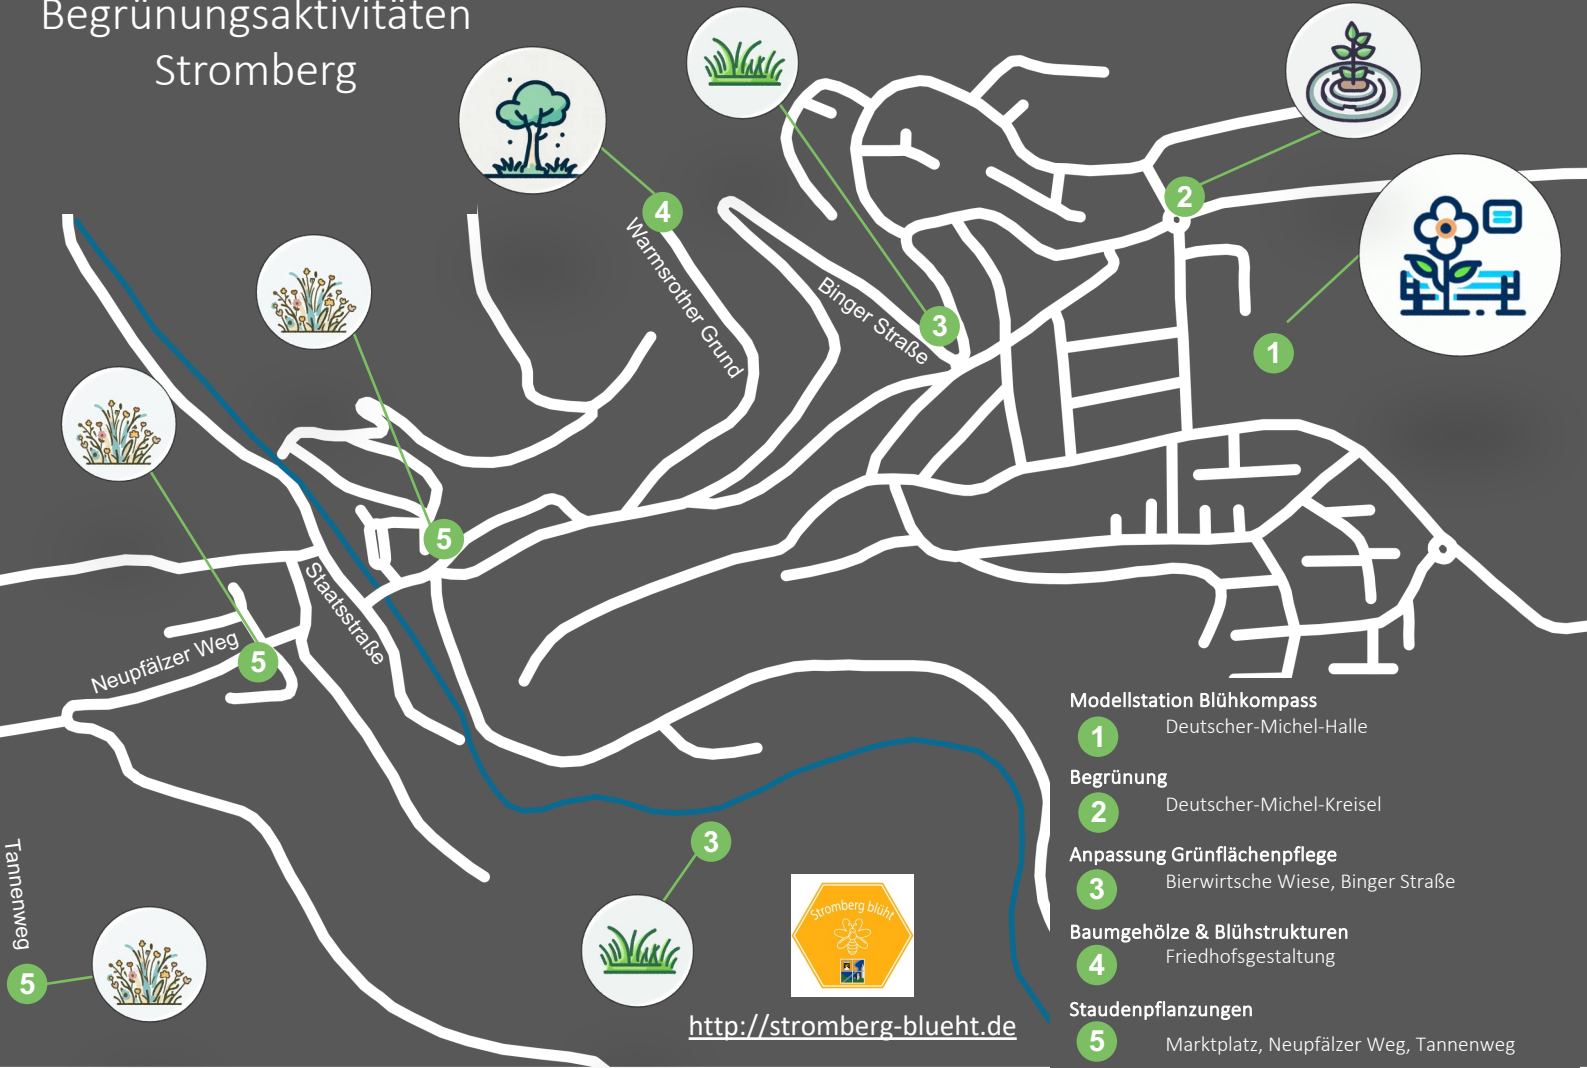 Begrünungsaktivitäten
Stromberg
4
2
Warmsrother Grund
Binger Straße
3
1
5
Staatsstraße
Neupfälzer Weg
5
Modellstation Blühkompass
1 Deutscher-Michel-Halle
Begrünung
2 Deutscher-Michel-Kreisel
3
Tannenweg
Anpassung Grünflächenpflege
3 Bierwirtsche Wiese, Binger Straße
Stromberg blüht
Baumgehölze & Blühstrukturen
4 Friedhofsgestaltung
5
http://stromberg-blueht.de
Staudenpflanzungen
5 Marktplatz, Neupfälzer Weg, Tannenweg